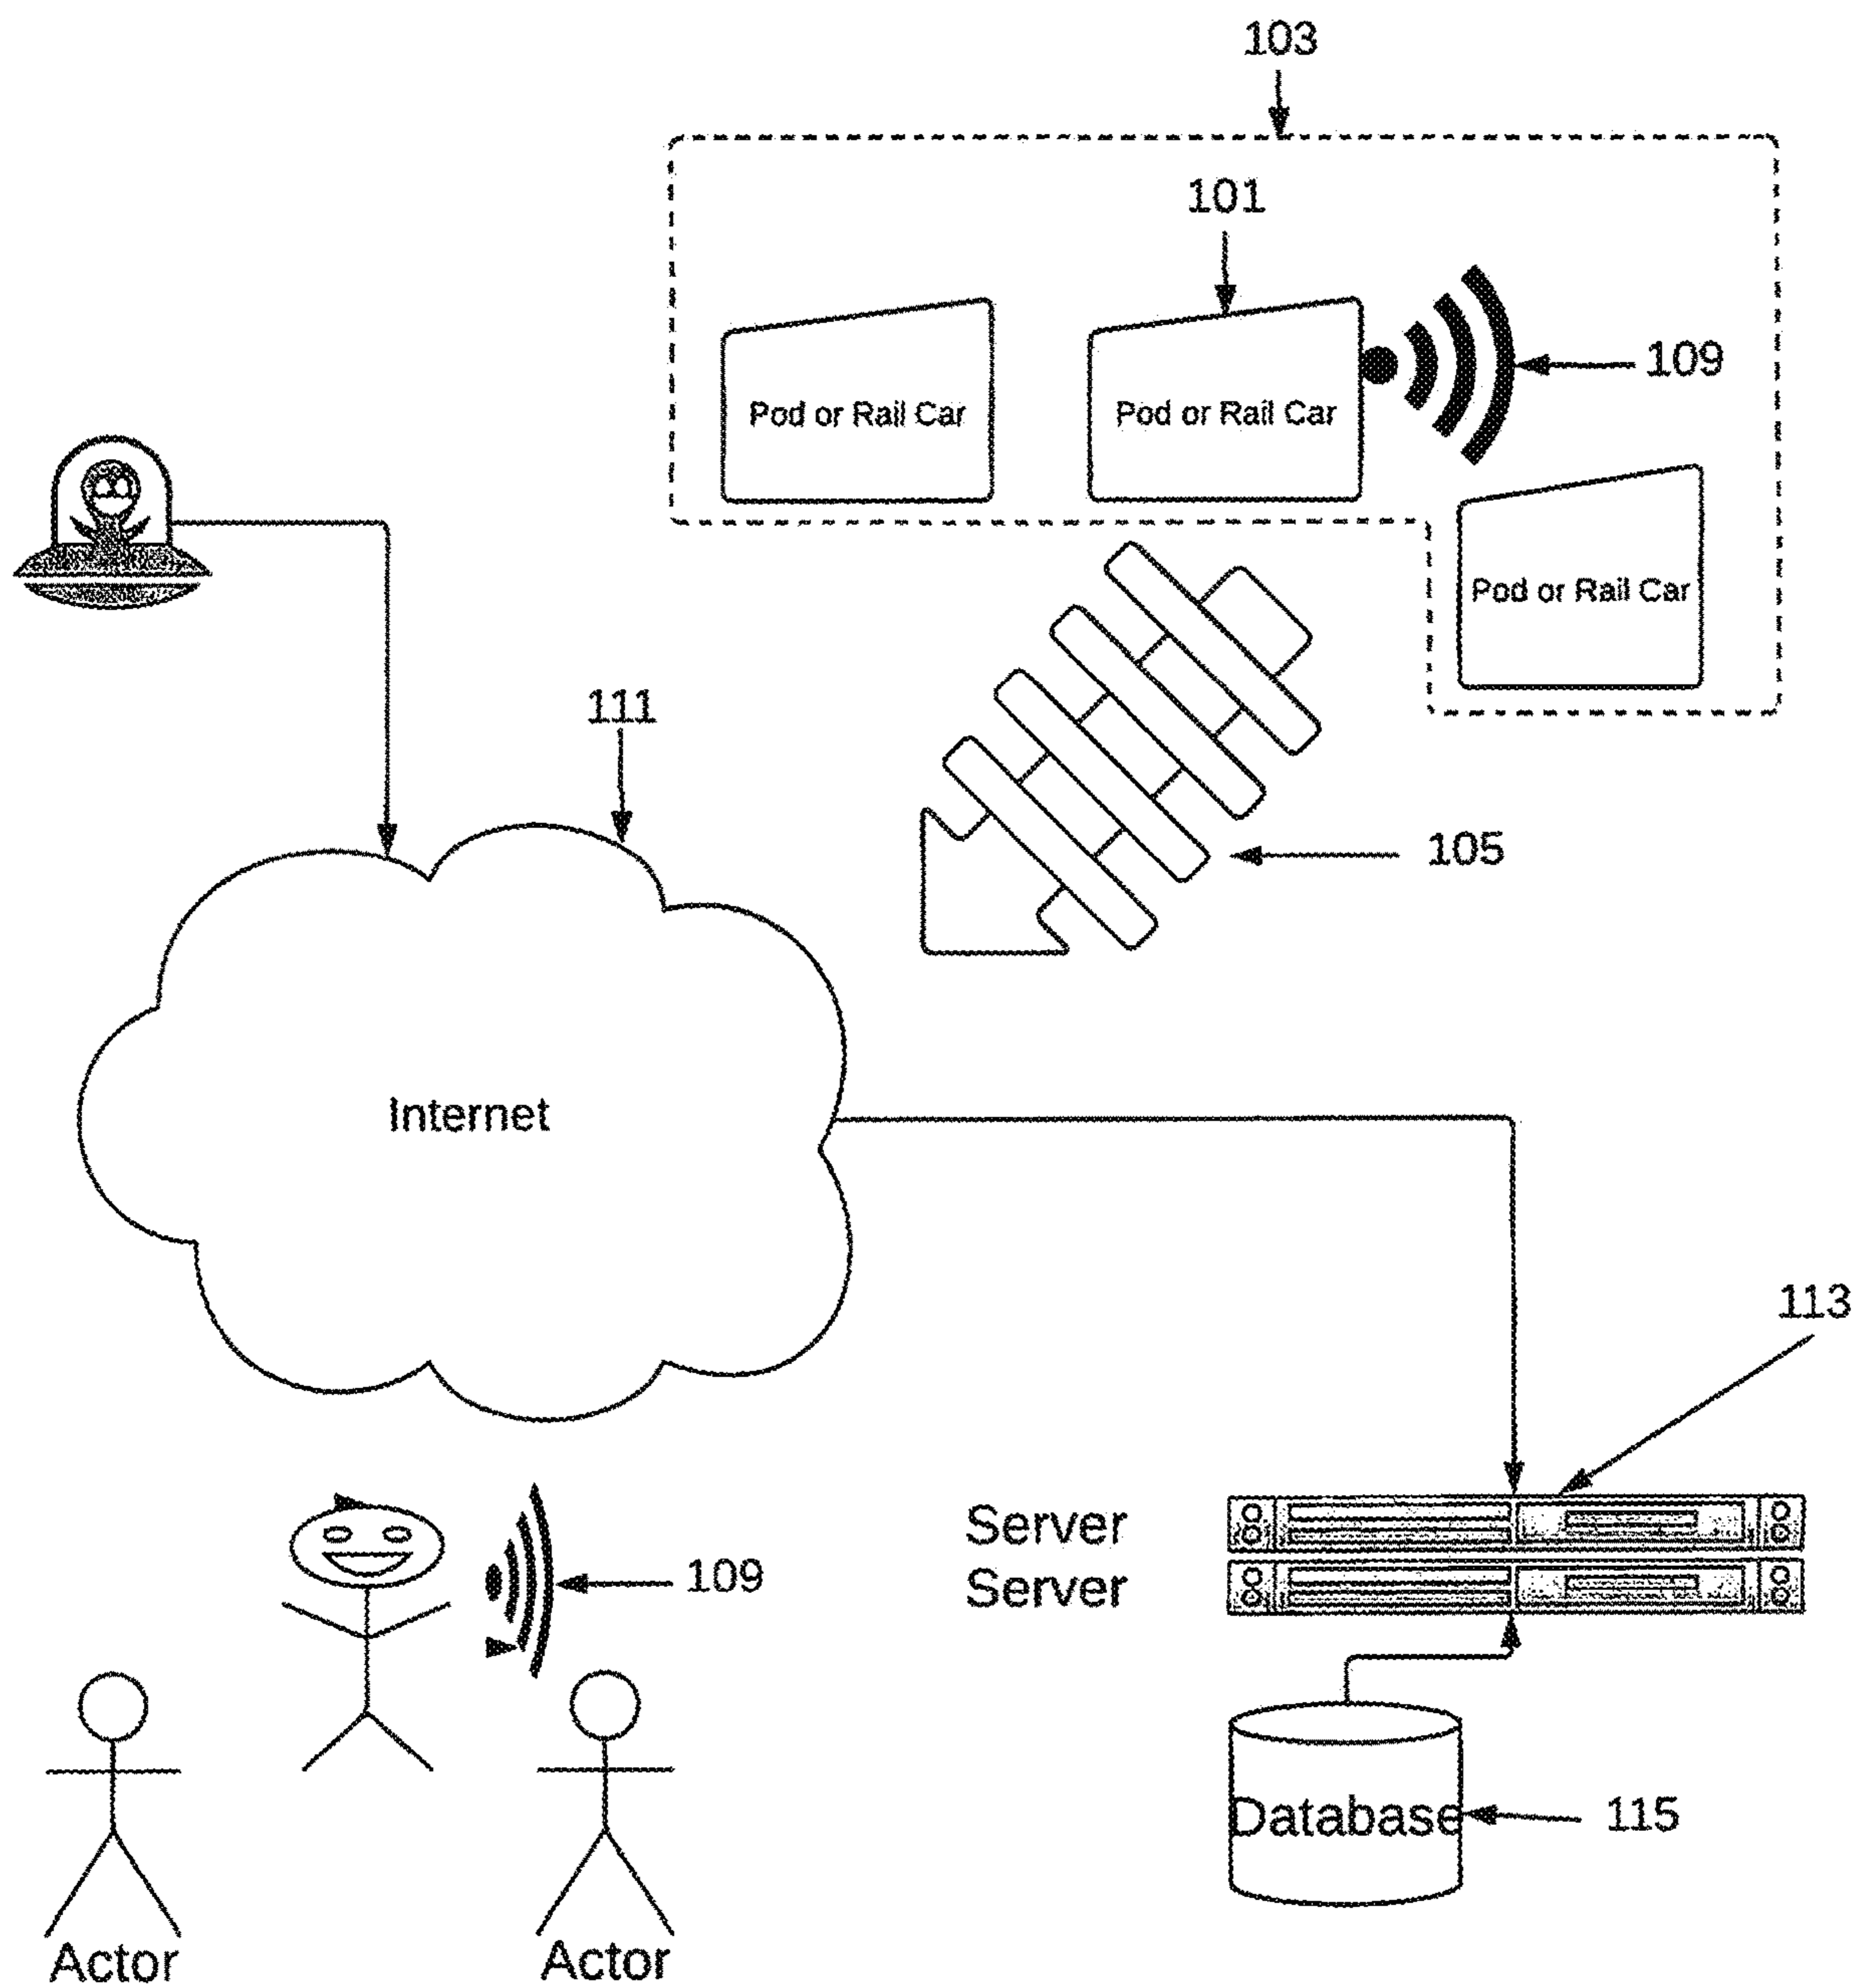 103
101
109
Pod or Rail Car
Pod or Rail Car
Pod or Rail Car
111
105
Internet
113
Server
Server
109
Database
115
Actor
Actor